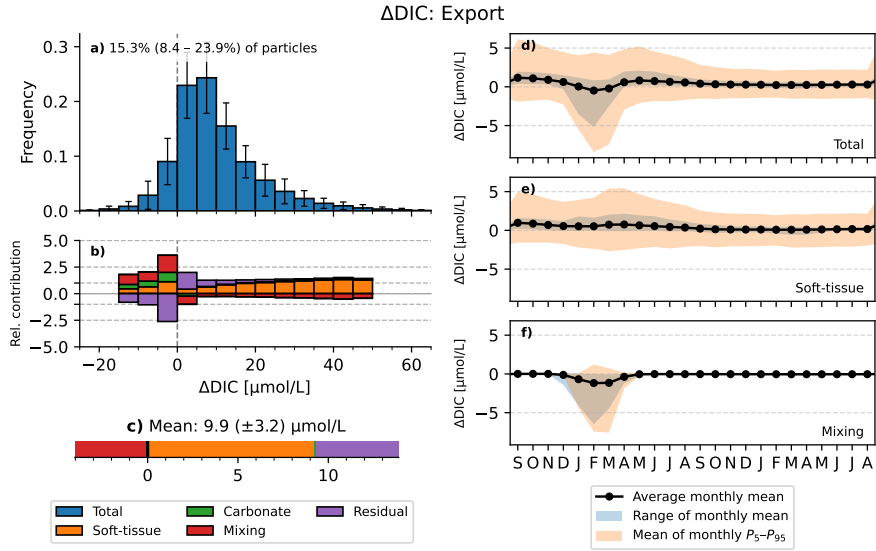 ΔDIC: Export
a) 15.3% (8.4 – 23.9%) of particles
Frequency
0.3
0.2
0.1
0.0
b)
Rel. contribution
5.0
2.5
0.0
−2.5
−5.0
−20 0 20 40 60
ΔDIC [μmol/L]
c) Mean: 9.9 (±3.2) μmol/L
0 5 10
Total
Soft-tissue
Carbonate
Mixing
Residual
d)
ΔDIC [μmol/L]
5
0
−5
Total
e)
ΔDIC [μmol/L]
5
0
−5
Soft-tissue
f)
ΔDIC [μmol/L]
5
0
−5
Mixing
S O N D J F M A M J J A S O N D J F M A M J J A
Average monthly mean
Range of monthly mean
Mean of monthly P₅–P₉₅